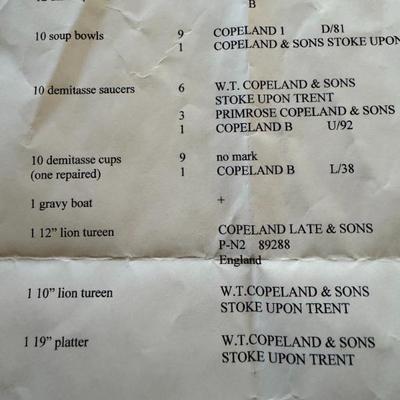 B
10 soup bowls 9 COPELAND 1 D/81
1 COPELAND & SONS STOKE UPON
10 demitasse saucers 6 W.T. COPELAND & SONS
STOKE UPON TRENT
3 PRIMROSE COPELAND & SONS
1 COPELAND B U/92
10 demitasse cups 9 no mark
(one repaired) 1 COPELAND B L/38
1 gravy boat +
1 12" lion tureen COPELAND LATE & SONS
P-N2 89288
England
1 10" lion tureen W.T.COPELAND & SONS
STOKE UPON TRENT
1 19" platter W.T.COPELAND & SONS
STOKE UPON TRENT